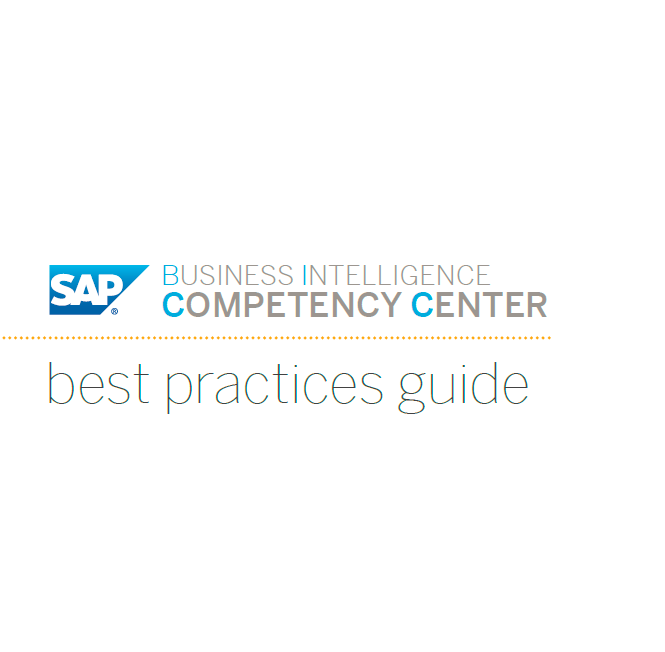 SAP®
BUSINESS INTELLIGENCE
COMPETENCY CENTER
best practices guide